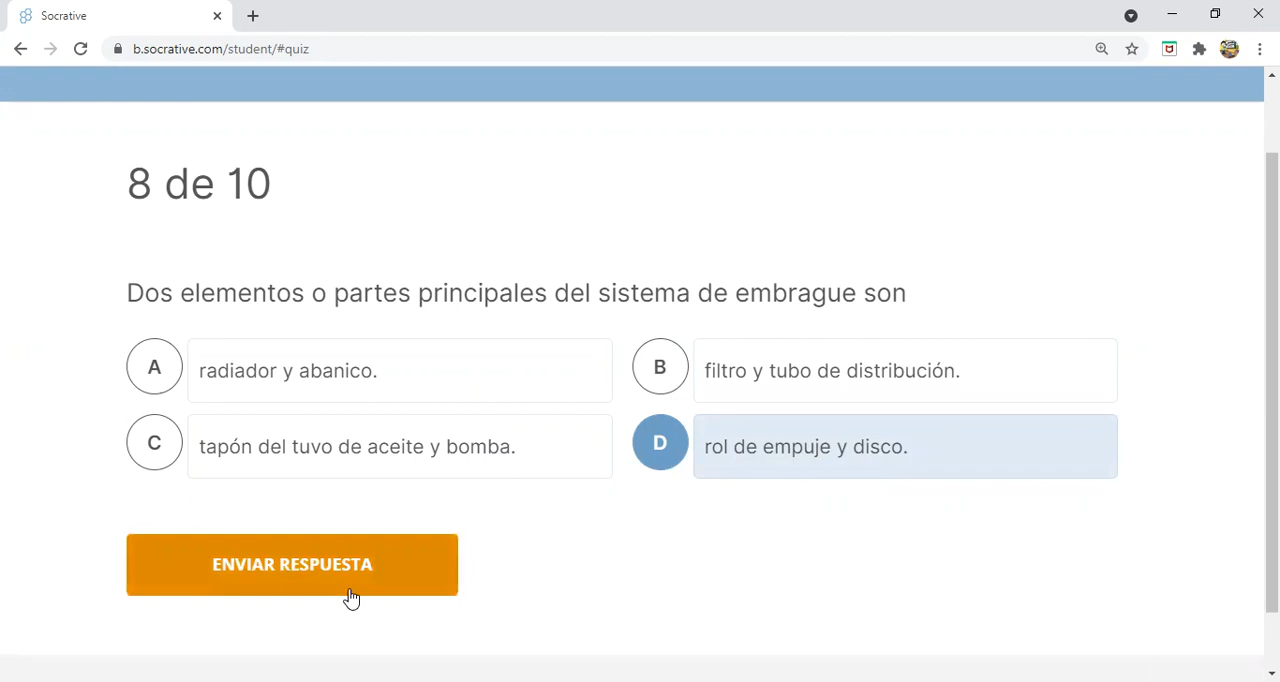 Socrative
b.socrative.com/student/#quiz
8 de 10
Dos elementos o partes principales del sistema de embrague son
A radiador y abanico.
B filtro y tubo de distribución.
C tapón del tuvo de aceite y bomba.
D rol de empuje y disco.
ENVIAR RESPUESTA